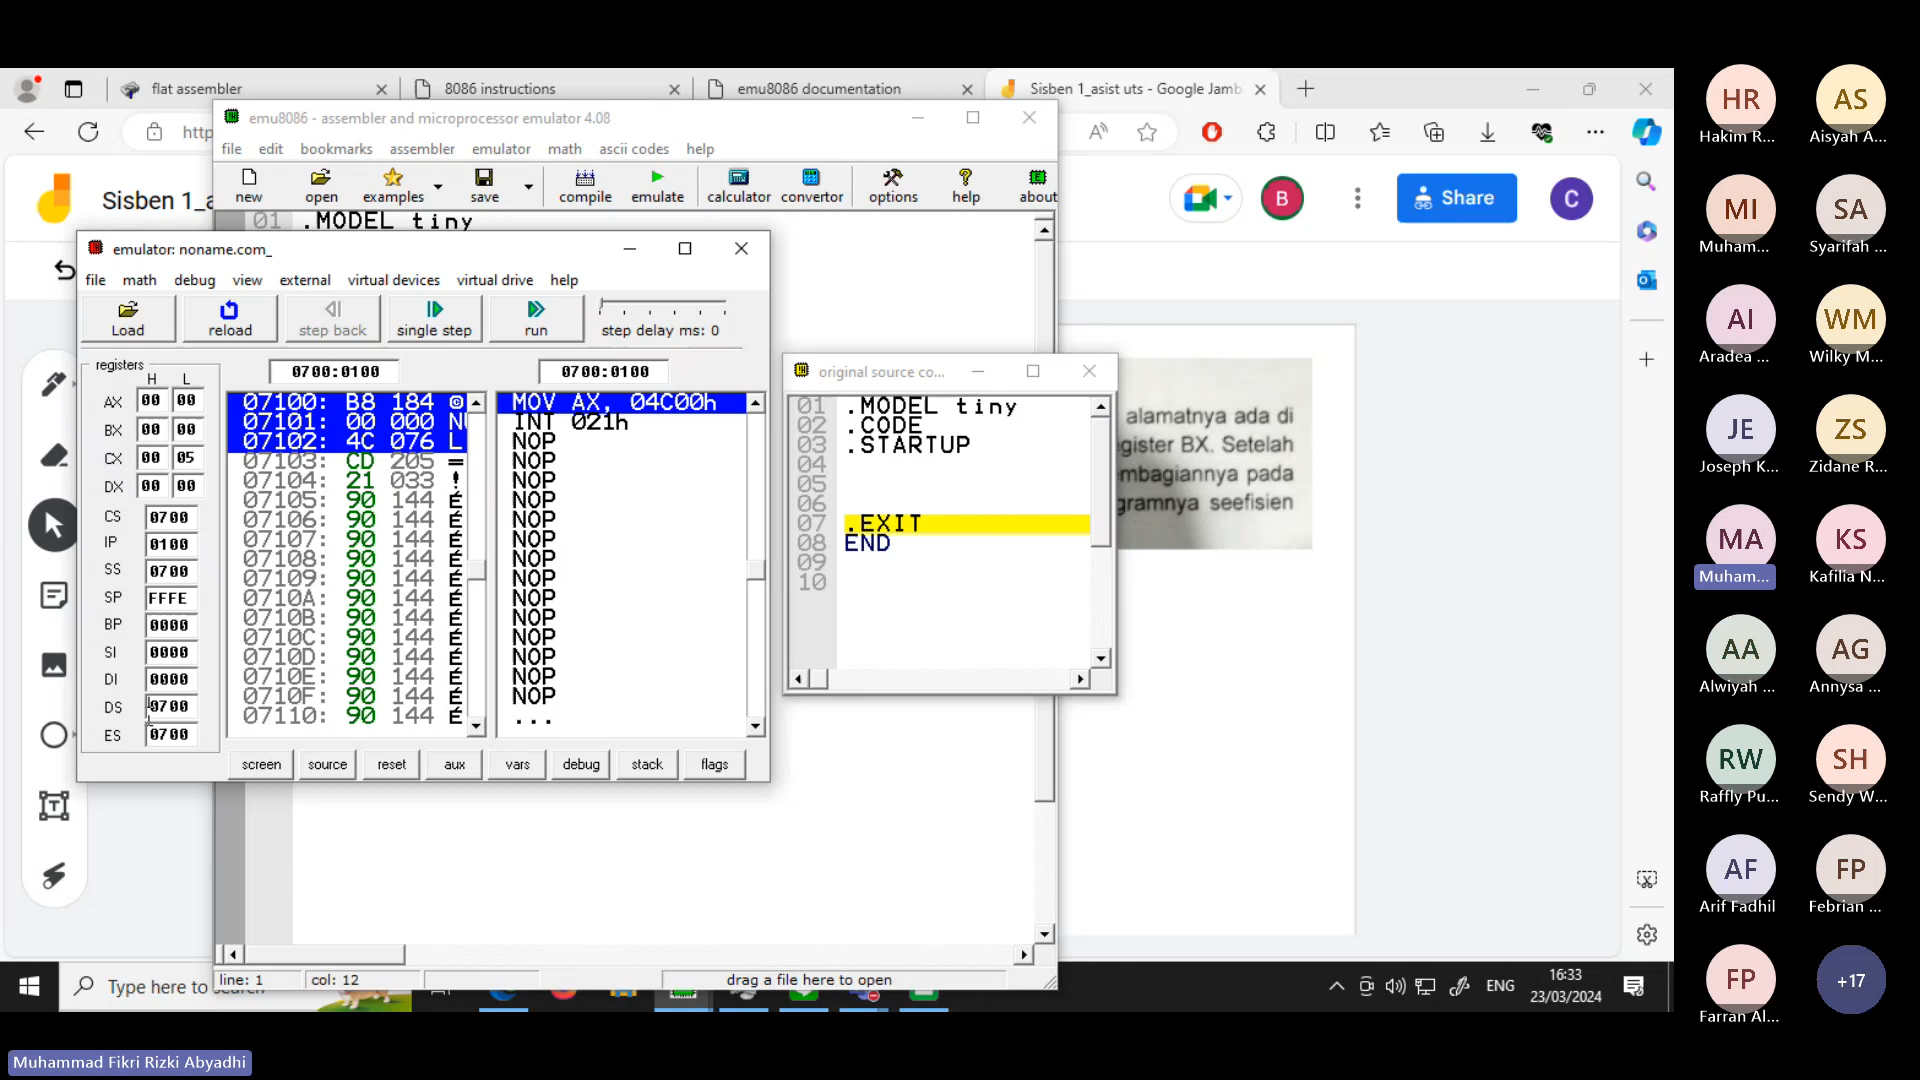 flat assembler
8086 instructions
emu8086 documentation
Sisben 1_asist uts - Google Jamb
http
emu8086 - assembler and microprocessor emulator 4.08
file edit bookmarks assembler emulator math ascii codes help
new open examples save compile emulate calculator convertor options help about
Sisben 1_a
B
Share
C
01 .MODEL tiny
emulator: noname.com_
file math debug view external virtual devices virtual drive help
Load reload step back single step run step delay ms: 0
registers
H L
AX 00 00
BX 00 00
CX 00 05
DX 00 00
CS 0700
IP 0100
SS 0700
SP FFFE
BP 0000
SI 0000
DI 0000
DS 0700
ES 0700
0700:0100
0700:0100
07100: B8 184
07101: 00 000 NU
07102: 4C 076 L
07103: CD 205 =
07104: 21 033 !
07105: 90 144 É
07106: 90 144 É
07107: 90 144 É
07108: 90 144 É
07109: 90 144 É
0710A: 90 144 É
0710B: 90 144 É
0710C: 90 144 É
0710D: 90 144 É
0710E: 90 144 É
0710F: 90 144 É
07110: 90 144 É
MOV AX, 04C00h
INT 021h
NOP
NOP
NOP
NOP
NOP
NOP
NOP
NOP
NOP
NOP
NOP
NOP
NOP
NOP
...
screen source reset aux vars debug stack flags
original source co...
01 .MODEL tiny
02 .CODE
03 .STARTUP
04
05
06
07 .EXIT
08 END
09
10
alamatnya ada di
gister BX. Setelah
mbagiannya pada
gramnya seefisien
line: 1
col: 12
drag a file here to open
Type here to search
ENG
16:33
23/03/2024
HR
Hakim R...
AS
Aisyah A...
MI
Muham...
SA
Syarifah ...
AI
Aradea ...
WM
Wilky M...
JE
Joseph K...
ZS
Zidane R...
MA
Muham...
KS
Kafilia N...
AA
Alwiyah ...
AG
Annysa ...
RW
Raffly Pu...
SH
Sendy W...
AF
Arif Fadhil
FP
Febrian ...
FP
Farran Al...
+17
Muhammad Fikri Rizki Abyadhi